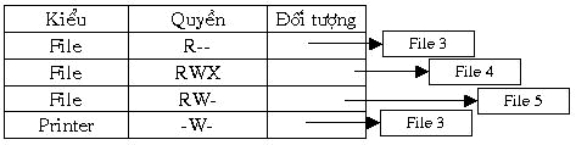 Kiểu Quyền Đối tượng
File R-- File 3
File RWX File 4
File RW- File 5
Printer -W- File 3